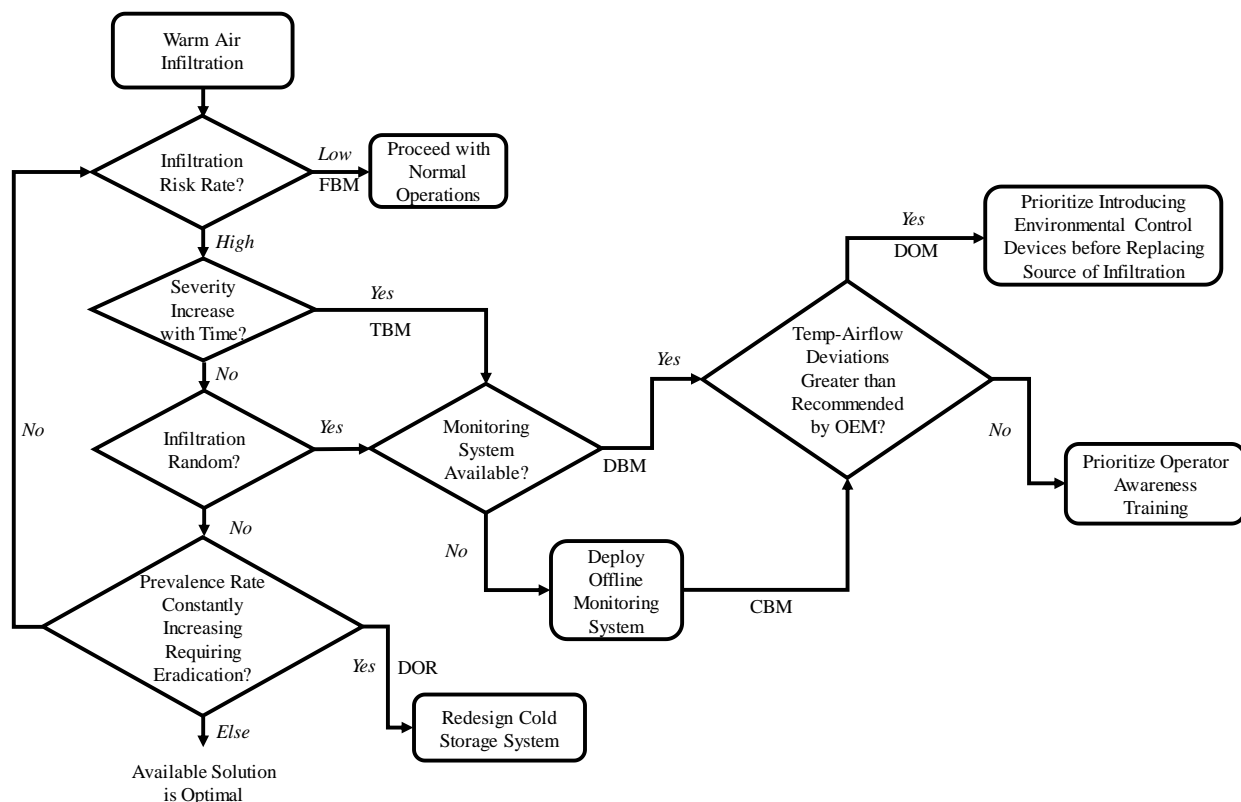 Warm Air
Infiltration
Infiltration
Risk Rate?
Low
FBM
Proceed with
Normal
Operations
High
Severity
Increase
with Time?
Yes
TBM
No
Infiltration
Random?
Yes
Monitoring
System
Available?
DBM
Yes
Temp-Airflow
Deviations
Greater than
Recommended
by OEM?
Yes
DOM
Prioritize Introducing
Environmental Control
Devices before Replacing
Source of Infiltration
No
Prioritize Operator
Awareness
Training
No
Deploy
Offline
Monitoring
System
CBM
No
No
Prevalence Rate
Constantly
Increasing
Requiring
Eradication?
Yes
DOR
Redesign Cold
Storage System
Else
Available Solution
is Optimal